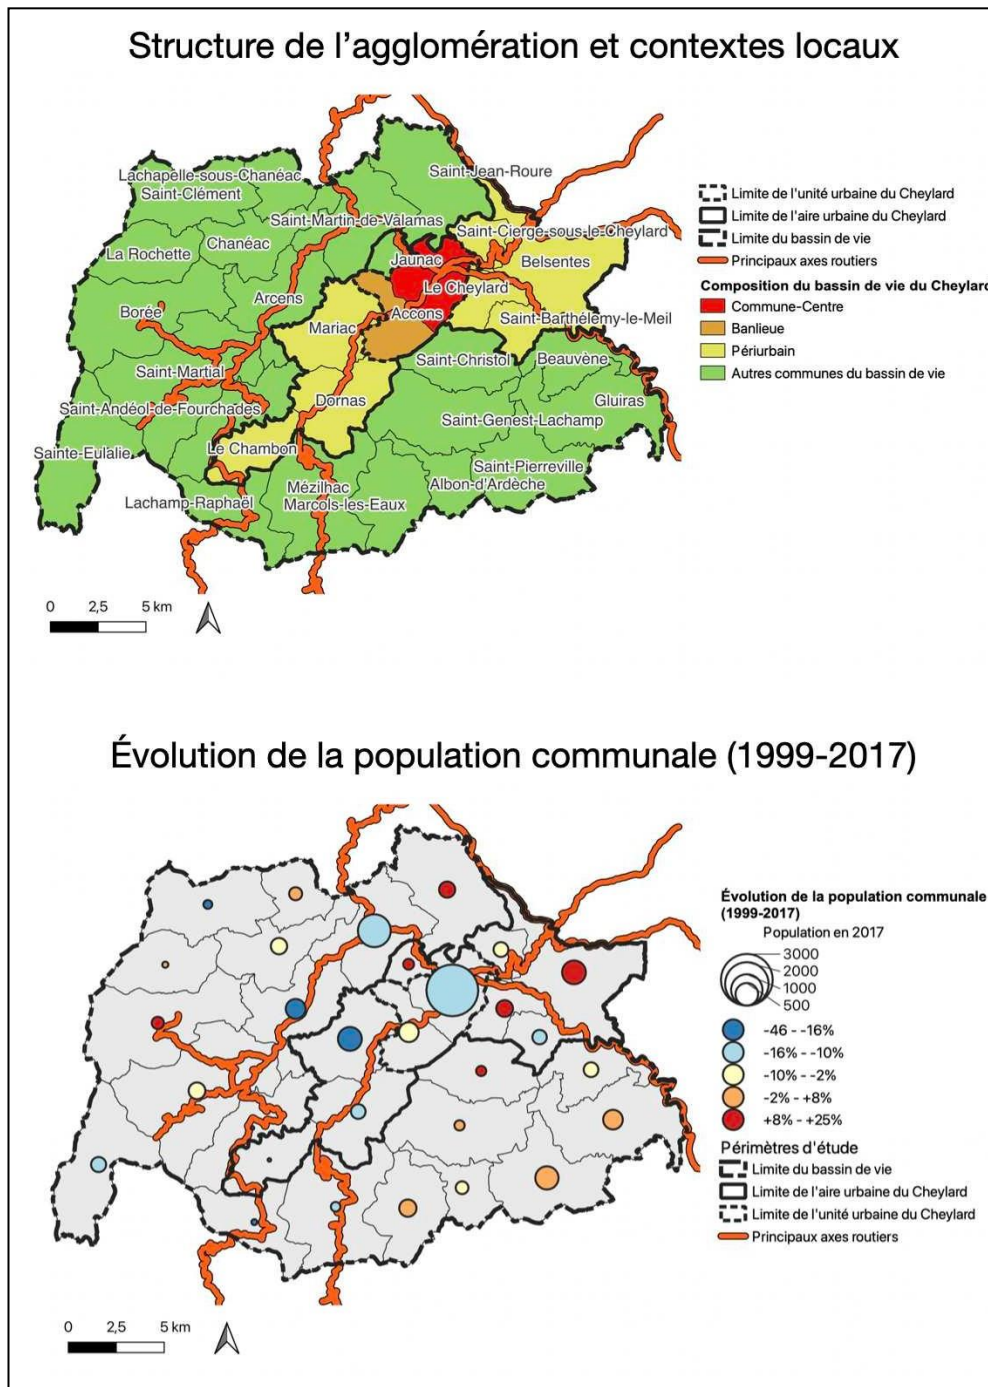 Structure de l’agglomération et contextes locaux
Saint-Jean-Roure
Lachapelle-sous-Chanéac
Saint-Clément
Saint-Martin-de-Valamas
Saint-Cierge-sous-le-Cheylard
Chanéac
La Rochette
Jaunac
Belsentes
Le Cheylard
Arcens
Borée
Accons
Saint-Barthélemy-le-Meil
Mariac
Saint-Christol
Beauvène
Saint-Martial
Dornas
Gluiras
Saint-Andéol-de-Fourchades
Saint-Genest-Lachamp
Le Chambon
Sainte-Eulalie
Saint-Pierreville
Mézilhac
Albon-d'Ardèche
Lachamp-Raphaël
Marcols-les-Eaux
Limite de l'unité urbaine du Cheylard
Limite de l'aire urbaine du Cheylard
Limite du bassin de vie
Principaux axes routiers
Composition du bassin de vie du Cheylard
Commune-Centre
Banlieue
Périurbain
Autres communes du bassin de vie
0 2,5 5 km
Évolution de la population communale (1999-2017)
Évolution de la population communale
(1999-2017)
Population en 2017
3000
2000
1000
500
-46 - -16%
-16% - -10%
-10% - -2%
-2% - +8%
+8% - +25%
Périmètres d'étude
Limite du bassin de vie
Limite de l'aire urbaine du Cheylard
Limite de l'unité urbaine du Cheylard
Principaux axes routiers
0 2,5 5 km